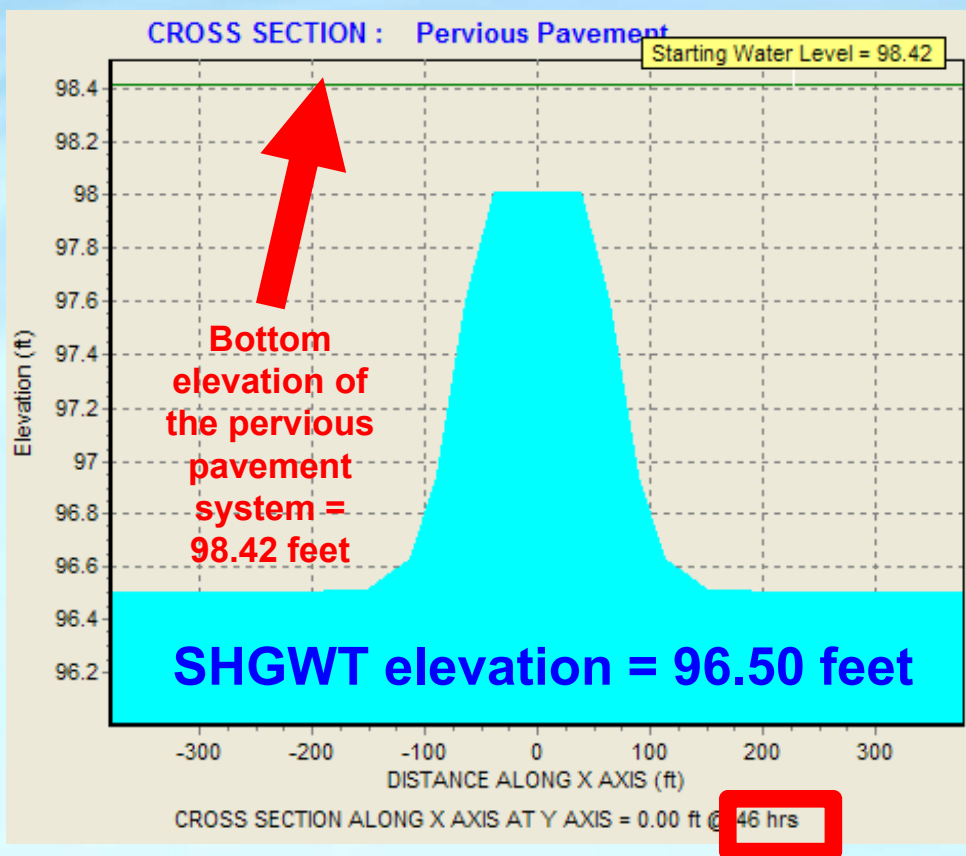 CROSS SECTION : Pervious Pavement
Starting Water Level = 98.42
98.4
98.2
98
97.8
97.6
97.4
97.2
97
96.8
96.6
96.4
96.2
Elevation (ft)
Bottom
elevation of
the pervious
pavement
system =
98.42 feet
SHGWT elevation = 96.50 feet
-300 -200 -100 0 100 200 300
DISTANCE ALONG X AXIS (ft)
CROSS SECTION ALONG X AXIS AT Y AXIS = 0.00 ft @ 46 hrs